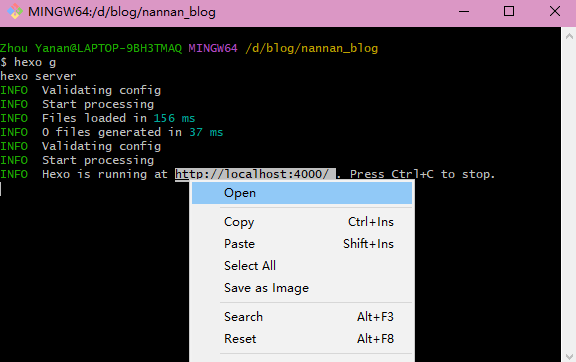 MINGW64:/d/blog/nannan_blog
Zhou Yanan@LAPTOP-9BH3TMAQ MINGW64 /d/blog/nannan_blog
$ hexo g
hexo server
INFO  Validating config
INFO  Start processing
INFO  Files loaded in 156 ms
INFO  0 files generated in 37 ms
INFO  Validating config
INFO  Start processing
INFO  Hexo is running at http://localhost:4000/ . Press Ctrl+C to stop.
Open
Copy Ctrl+Ins
Paste Shift+Ins
Select All
Save as Image
Search Alt+F3
Reset Alt+F8